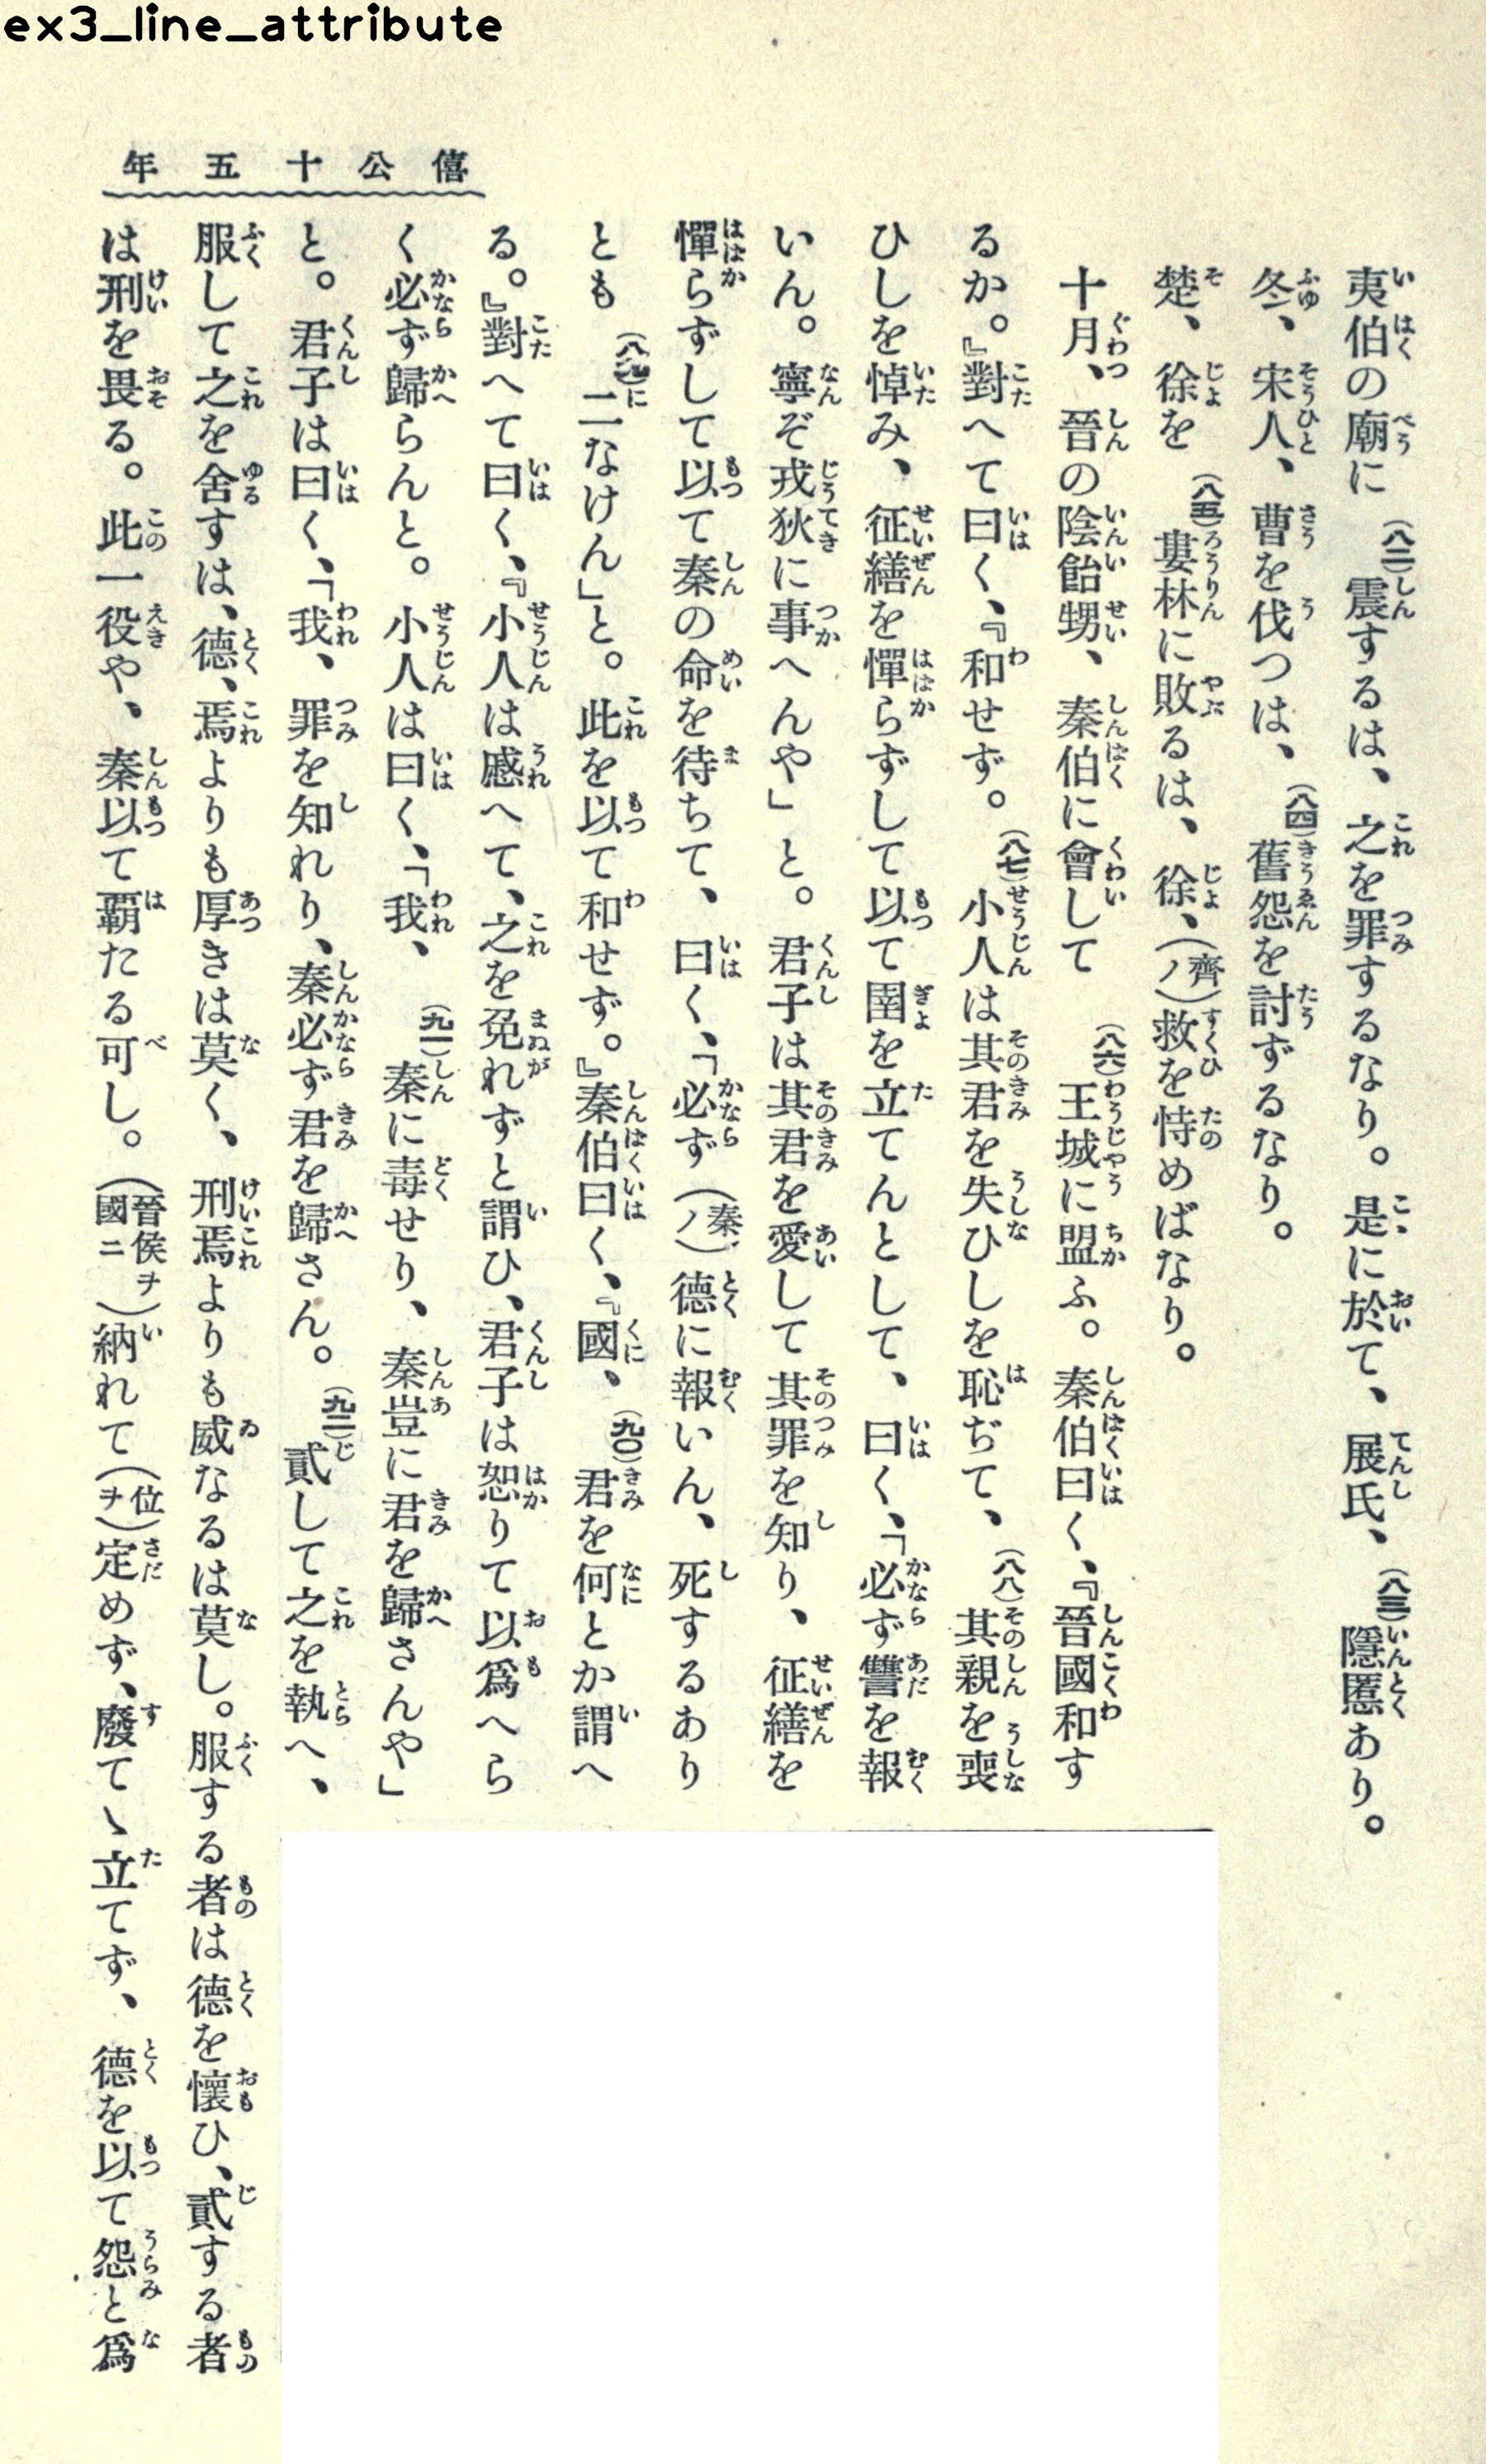 ex3_line_attribute
僖公十五年
夷伯の廟に(八二)震するは、之を罪するなり。是に於て、展氏、(八三)隱慝あり。
冬、宋人、曹を伐つは、(八四)舊怨を討ずるなり。
楚、徐を(八五)婁林に敗るは、徐、(齊ノ)救を恃めばなり。
十月、晉の陰飴甥、秦伯に會して(八六)王城に盟ふ。秦伯曰く、『晉國和す
るか。』對へて曰く、『和せず。(八七)小人は其君を失ひしを恥ぢて、(八八)其親を喪
ひしを悼み、征繕を憚らずして以て圉を立てんとして、曰く、「必ず讐を報
いん。寧ぞ戎狄に事へんや」と。君子は其君を愛して其罪を知り、征繕を
憚らずして以て秦の命を待ちて、曰く、「必ず(秦ノ)德に報いん、死するあり
とも(八九)二なけん」と。此を以て和せず。』秦伯曰く、『國、(九〇)君を何とか謂へ
る。』對へて曰く、『小人は慼へて、之を免れずと謂ひ、君子は恕りて以爲へら
く必ず歸らんと。小人は曰く、「我、(九一)秦に毒せり、秦豈に君を歸さんや」
と。君子は曰く、「我、罪を知れり、秦必ず君を歸さん。(九二)貳して之を執へ、
服して之を舍すは、德、焉よりも厚きは莫く、刑焉よりも威なるは莫し。服する者は德を懷ひ、貳する者
は刑を畏る。此一役や、秦以て覇たる可し。(晉侯ヲ國ニ)納れて(位ヲ)定めず、廢てゝ立てず、德を以て怨と爲